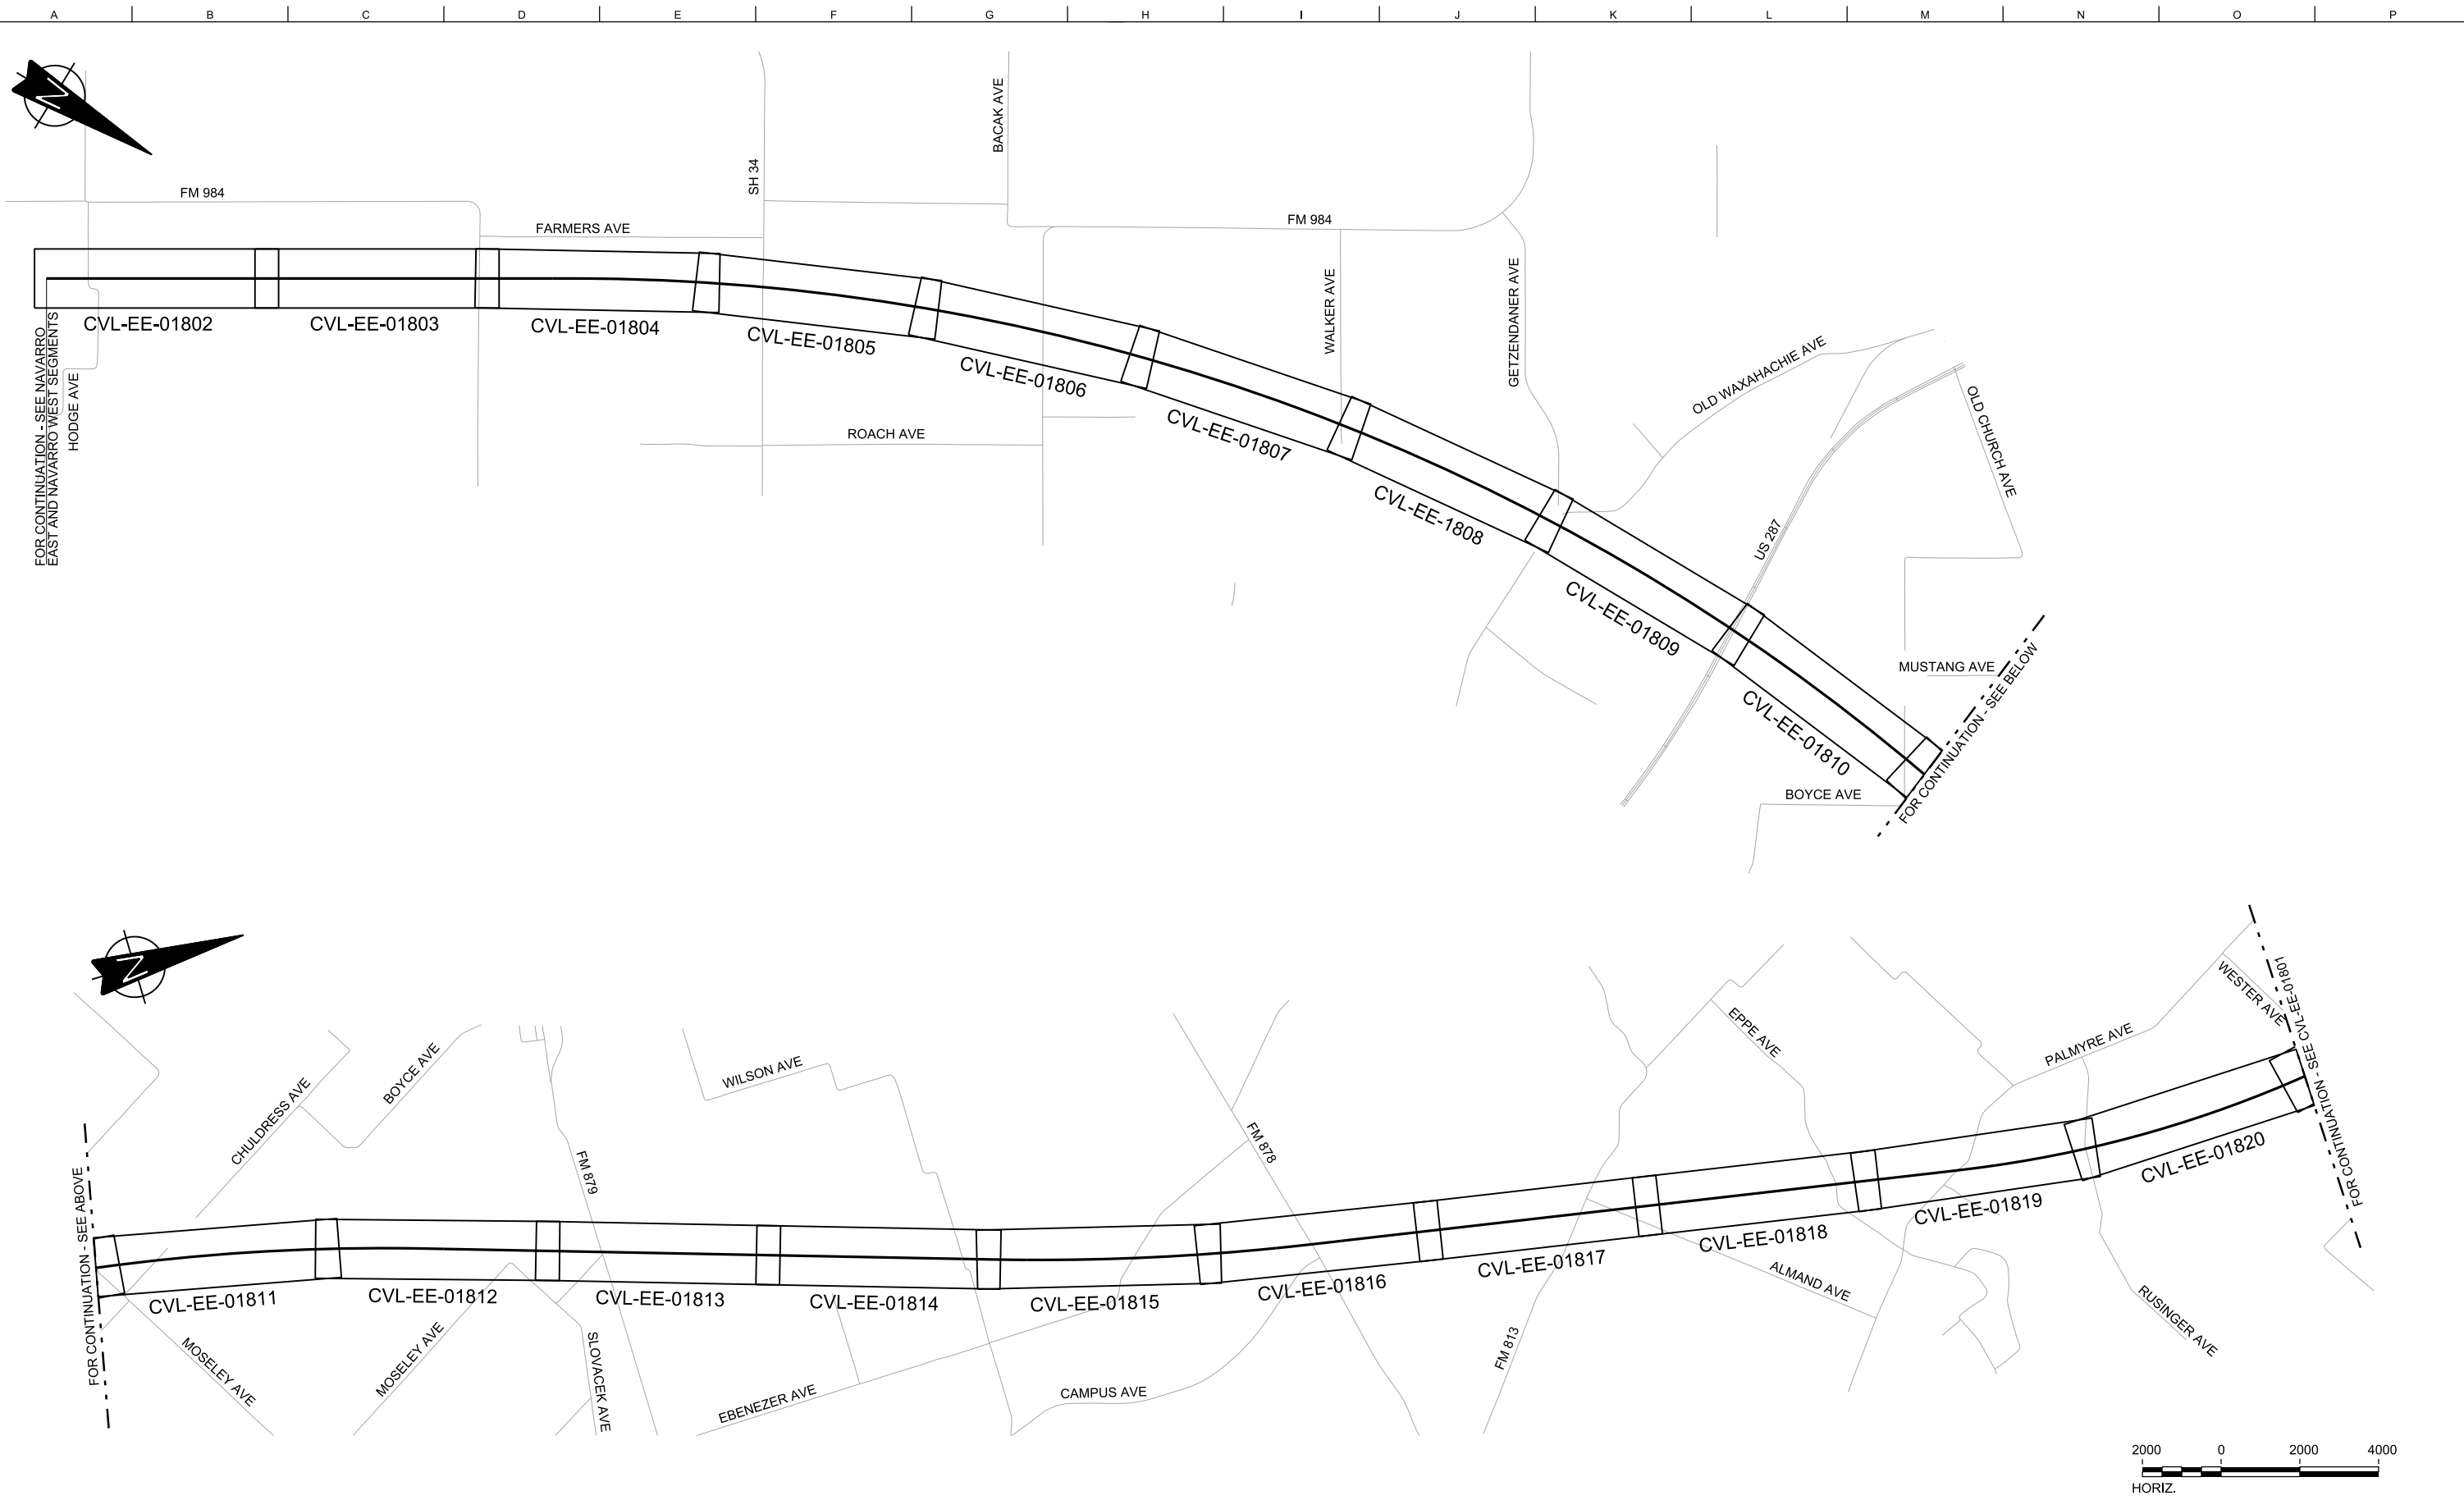 A B C D E F G H I J K L M N O P
N
FM 984
SH 34
BACAK AVE
FARMERS AVE
FM 984
WALKER AVE
GETZENDANER AVE
OLD WAXAHACHIE AVE
OLD CHURCH AVE
CVL-EE-01802
CVL-EE-01803
CVL-EE-01804
CVL-EE-01805
CVL-EE-01806
CVL-EE-01807
CVL-EE-1808
CVL-EE-01809
CVL-EE-01810
FOR CONTINUATION - SEE NAVARRO
EAST AND NAVARRO WEST SEGMENTS
HODGE AVE
ROACH AVE
US 287
MUSTANG AVE
FOR CONTINUATION - SEE BELOW
BOYCE AVE
N
CHULDRESS AVE
BOYCE AVE
FM 879
WILSON AVE
FM 878
EPPE AVE
PALMYRE AVE
WESTER AVE
FOR CONTINUATION - SEE CVL-EE-01801
FOR CONTINUATION - SEE ABOVE
CVL-EE-01811
CVL-EE-01812
CVL-EE-01813
CVL-EE-01814
CVL-EE-01815
CVL-EE-01816
CVL-EE-01817
CVL-EE-01818
CVL-EE-01819
CVL-EE-01820
MOSELEY AVE
MOSELEY AVE
SLOVACEK AVE
EBENEZER AVE
CAMPUS AVE
FM 813
ALMAND AVE
RUSINGER AVE
2000 0 2000 4000
HORIZ.